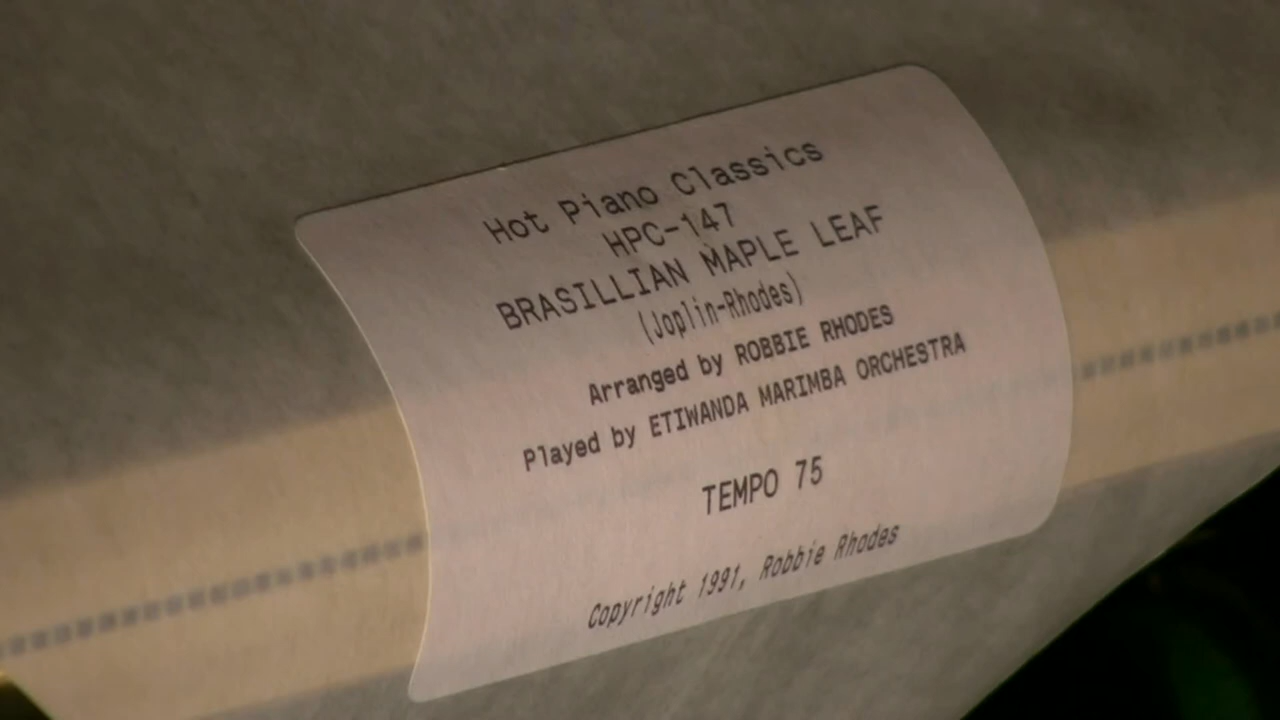 Hot Piano Classics
HPC-147
BRASILLIAN MAPLE LEAF
(Joplin-Rhodes)
Arranged by ROBBIE RHODES
Played by ETIWANDA MARIMBA ORCHESTRA
TEMPO 75
Copyright 1991, Robbie Rhodes